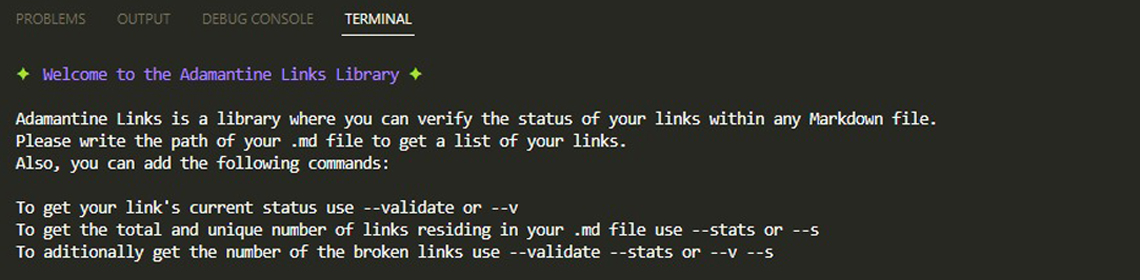 PROBLEMS OUTPUT DEBUG CONSOLE TERMINAL
✦ Welcome to the Adamantine Links Library ✦
Adamantine Links is a library where you can verify the status of your links within any Markdown file.
Please write the path of your .md file to get a list of your links.
Also, you can add the following commands:
To get your link's current status use --validate or --v
To get the total and unique number of links residing in your .md file use --stats or --s
To aditionally get the number of the broken links use --validate --stats or --v --s